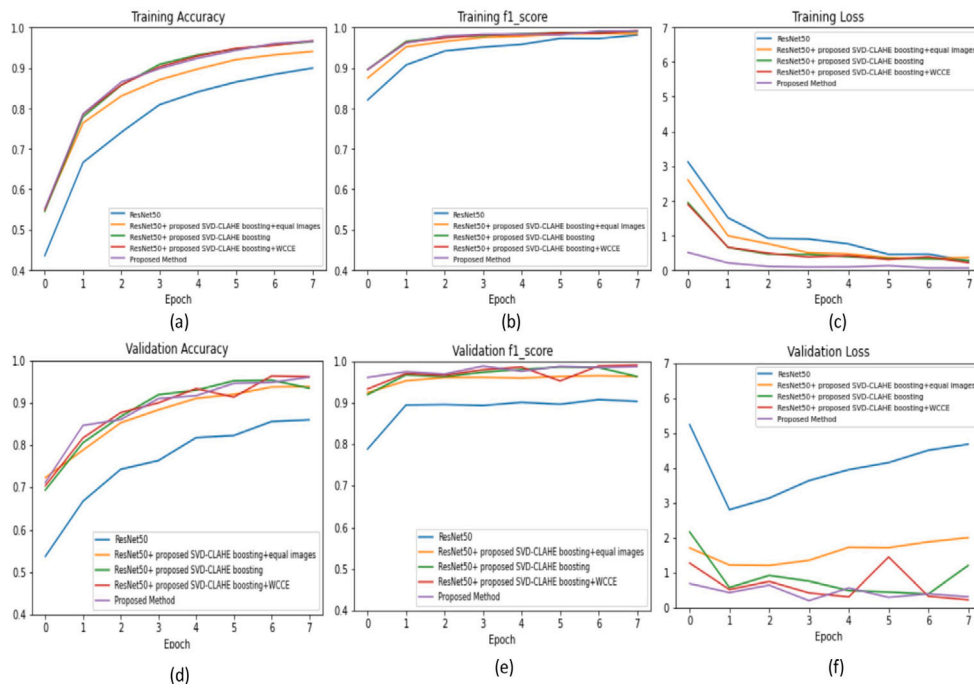 Training Accuracy
1.0
0.9
0.8
0.7
0.6
0.5
0.4
0 1 2 3 4 5 6 7
Epoch
ResNet50
ResNet50+ proposed SVD-CLAHE boosting+equal images
ResNet50+ proposed SVD-CLAHE boosting
ResNet50+ proposed SVD-CLAHE boosting+WCCE
Proposed Method
(a)
Training f1_score
1.0
0.9
0.8
0.7
0.6
0.5
0.4
0 1 2 3 4 5 6 7
Epoch
ResNet50
ResNet50+ proposed SVD-CLAHE boosting+equal images
ResNet50+ proposed SVD-CLAHE boosting
ResNet50+ proposed SVD-CLAHE boosting+WCCE
Proposed Method
(b)
Training Loss
7
6
5
4
3
2
1
0
0 1 2 3 4 5 6 7
Epoch
ResNet50
ResNet50+ proposed SVD-CLAHE boosting+equal images
ResNet50+ proposed SVD-CLAHE boosting
ResNet50+ proposed SVD-CLAHE boosting+WCCE
Proposed Method
(c)
Validation Accuracy
1.0
0.9
0.8
0.7
0.6
0.5
0.4
0 1 2 3 4 5 6 7
Epoch
ResNet50
ResNet50+ proposed SVD-CLAHE boosting+equal images
ResNet50+ proposed SVD-CLAHE boosting
ResNet50+ proposed SVD-CLAHE boosting+WCCE
Proposed Method
(d)
Validation f1_score
1.0
0.9
0.8
0.7
0.6
0.5
0.4
0 1 2 3 4 5 6 7
Epoch
ResNet50
ResNet50+ proposed SVD-CLAHE boosting+equal images
ResNet50+ proposed SVD-CLAHE boosting
ResNet50+ proposed SVD-CLAHE boosting+WCCE
Proposed Method
(e)
Validation Loss
7
6
5
4
3
2
1
0
0 1 2 3 4 5 6 7
Epoch
ResNet50
ResNet50+ proposed SVD-CLAHE boosting+equal images
ResNet50+ proposed SVD-CLAHE boosting
ResNet50+ proposed SVD-CLAHE boosting+WCCE
Proposed Method
(f)